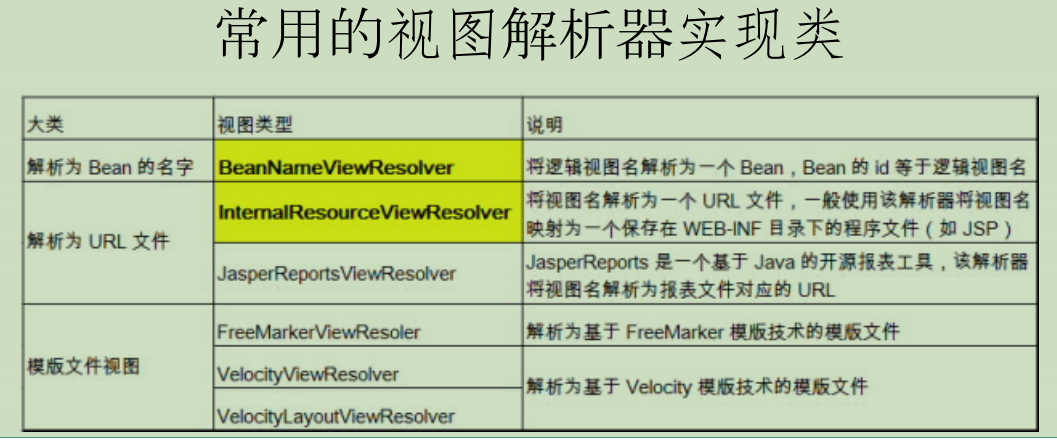 常用的视图解析器实现类
大类 视图类型 说明
解析为 Bean 的名字 BeanNameViewResolver 将逻辑视图名解析为一个 Bean，Bean 的 id 等于逻辑视图名
解析为 URL 文件 InternalResourceViewResolver 将视图名解析为一个 URL 文件，一般使用该解析器将视图名
映射为一个保存在 WEB-INF 目录下的程序文件（如 JSP）
JasperReportsViewResolver JasperReports 是一个基于 Java 的开源报表工具，该解析器
将视图名解析为报表文件对应的 URL
模版文件视图 FreeMarkerViewResoler 解析为基于 FreeMarker 模版技术的模版文件
VelocityViewResolver 解析为基于 Velocity 模版技术的模版文件
VelocityLayoutViewResolver